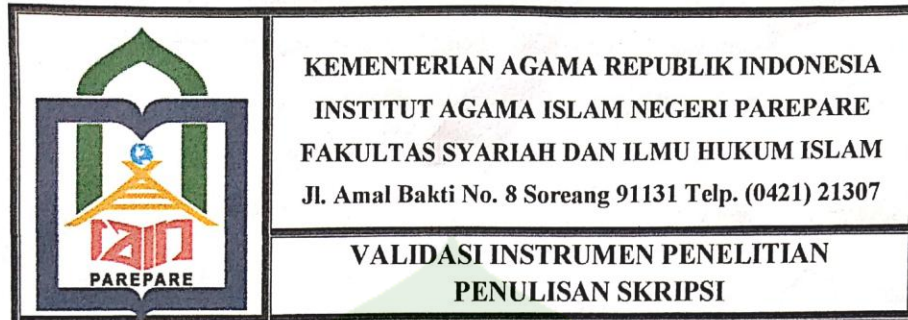 iain
PAREPARE
KEMENTERIAN AGAMA REPUBLIK INDONESIA
INSTITUT AGAMA ISLAM NEGERI PAREPARE
FAKULTAS SYARIAH DAN ILMU HUKUM ISLAM
Jl. Amal Bakti No. 8 Soreang 91131 Telp. (0421) 21307
VALIDASI INSTRUMEN PENELITIAN
PENULISAN SKRIPSI